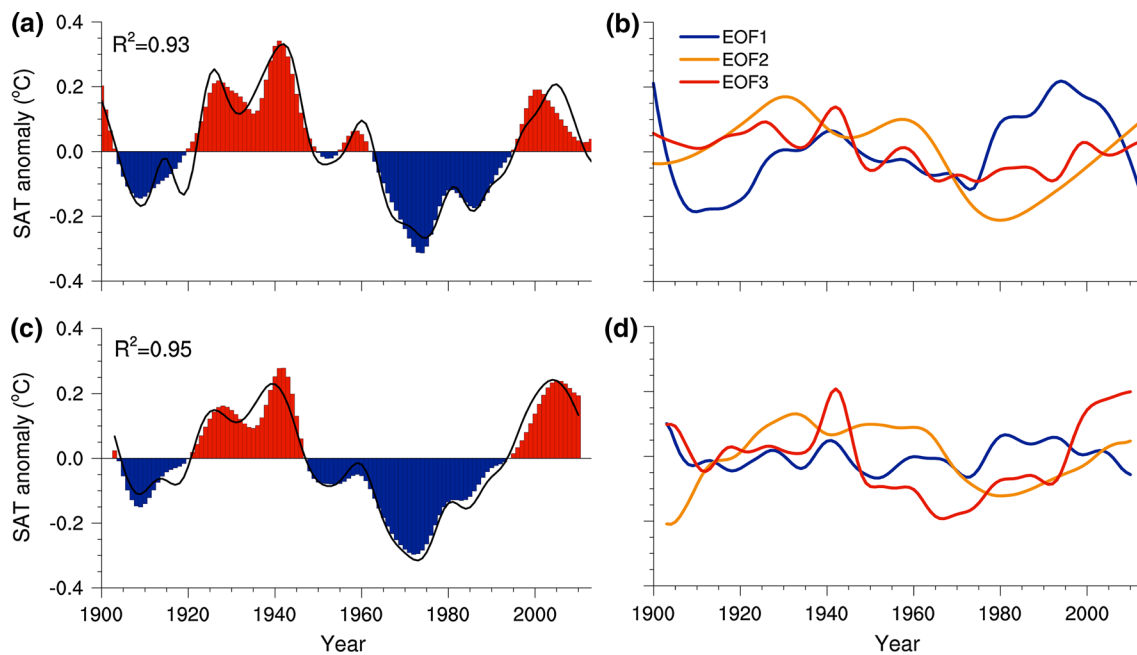 (a)
R²=0.93
SAT anomaly (°C)
0.4
0.2
0.0
-0.2
-0.4
(b)
EOF1
EOF2
EOF3
(c)
R²=0.95
SAT anomaly (°C)
0.4
0.2
0.0
-0.2
-0.4
1900 1920 1940 1960 1980 2000
Year
(d)
1900 1920 1940 1960 1980 2000
Year